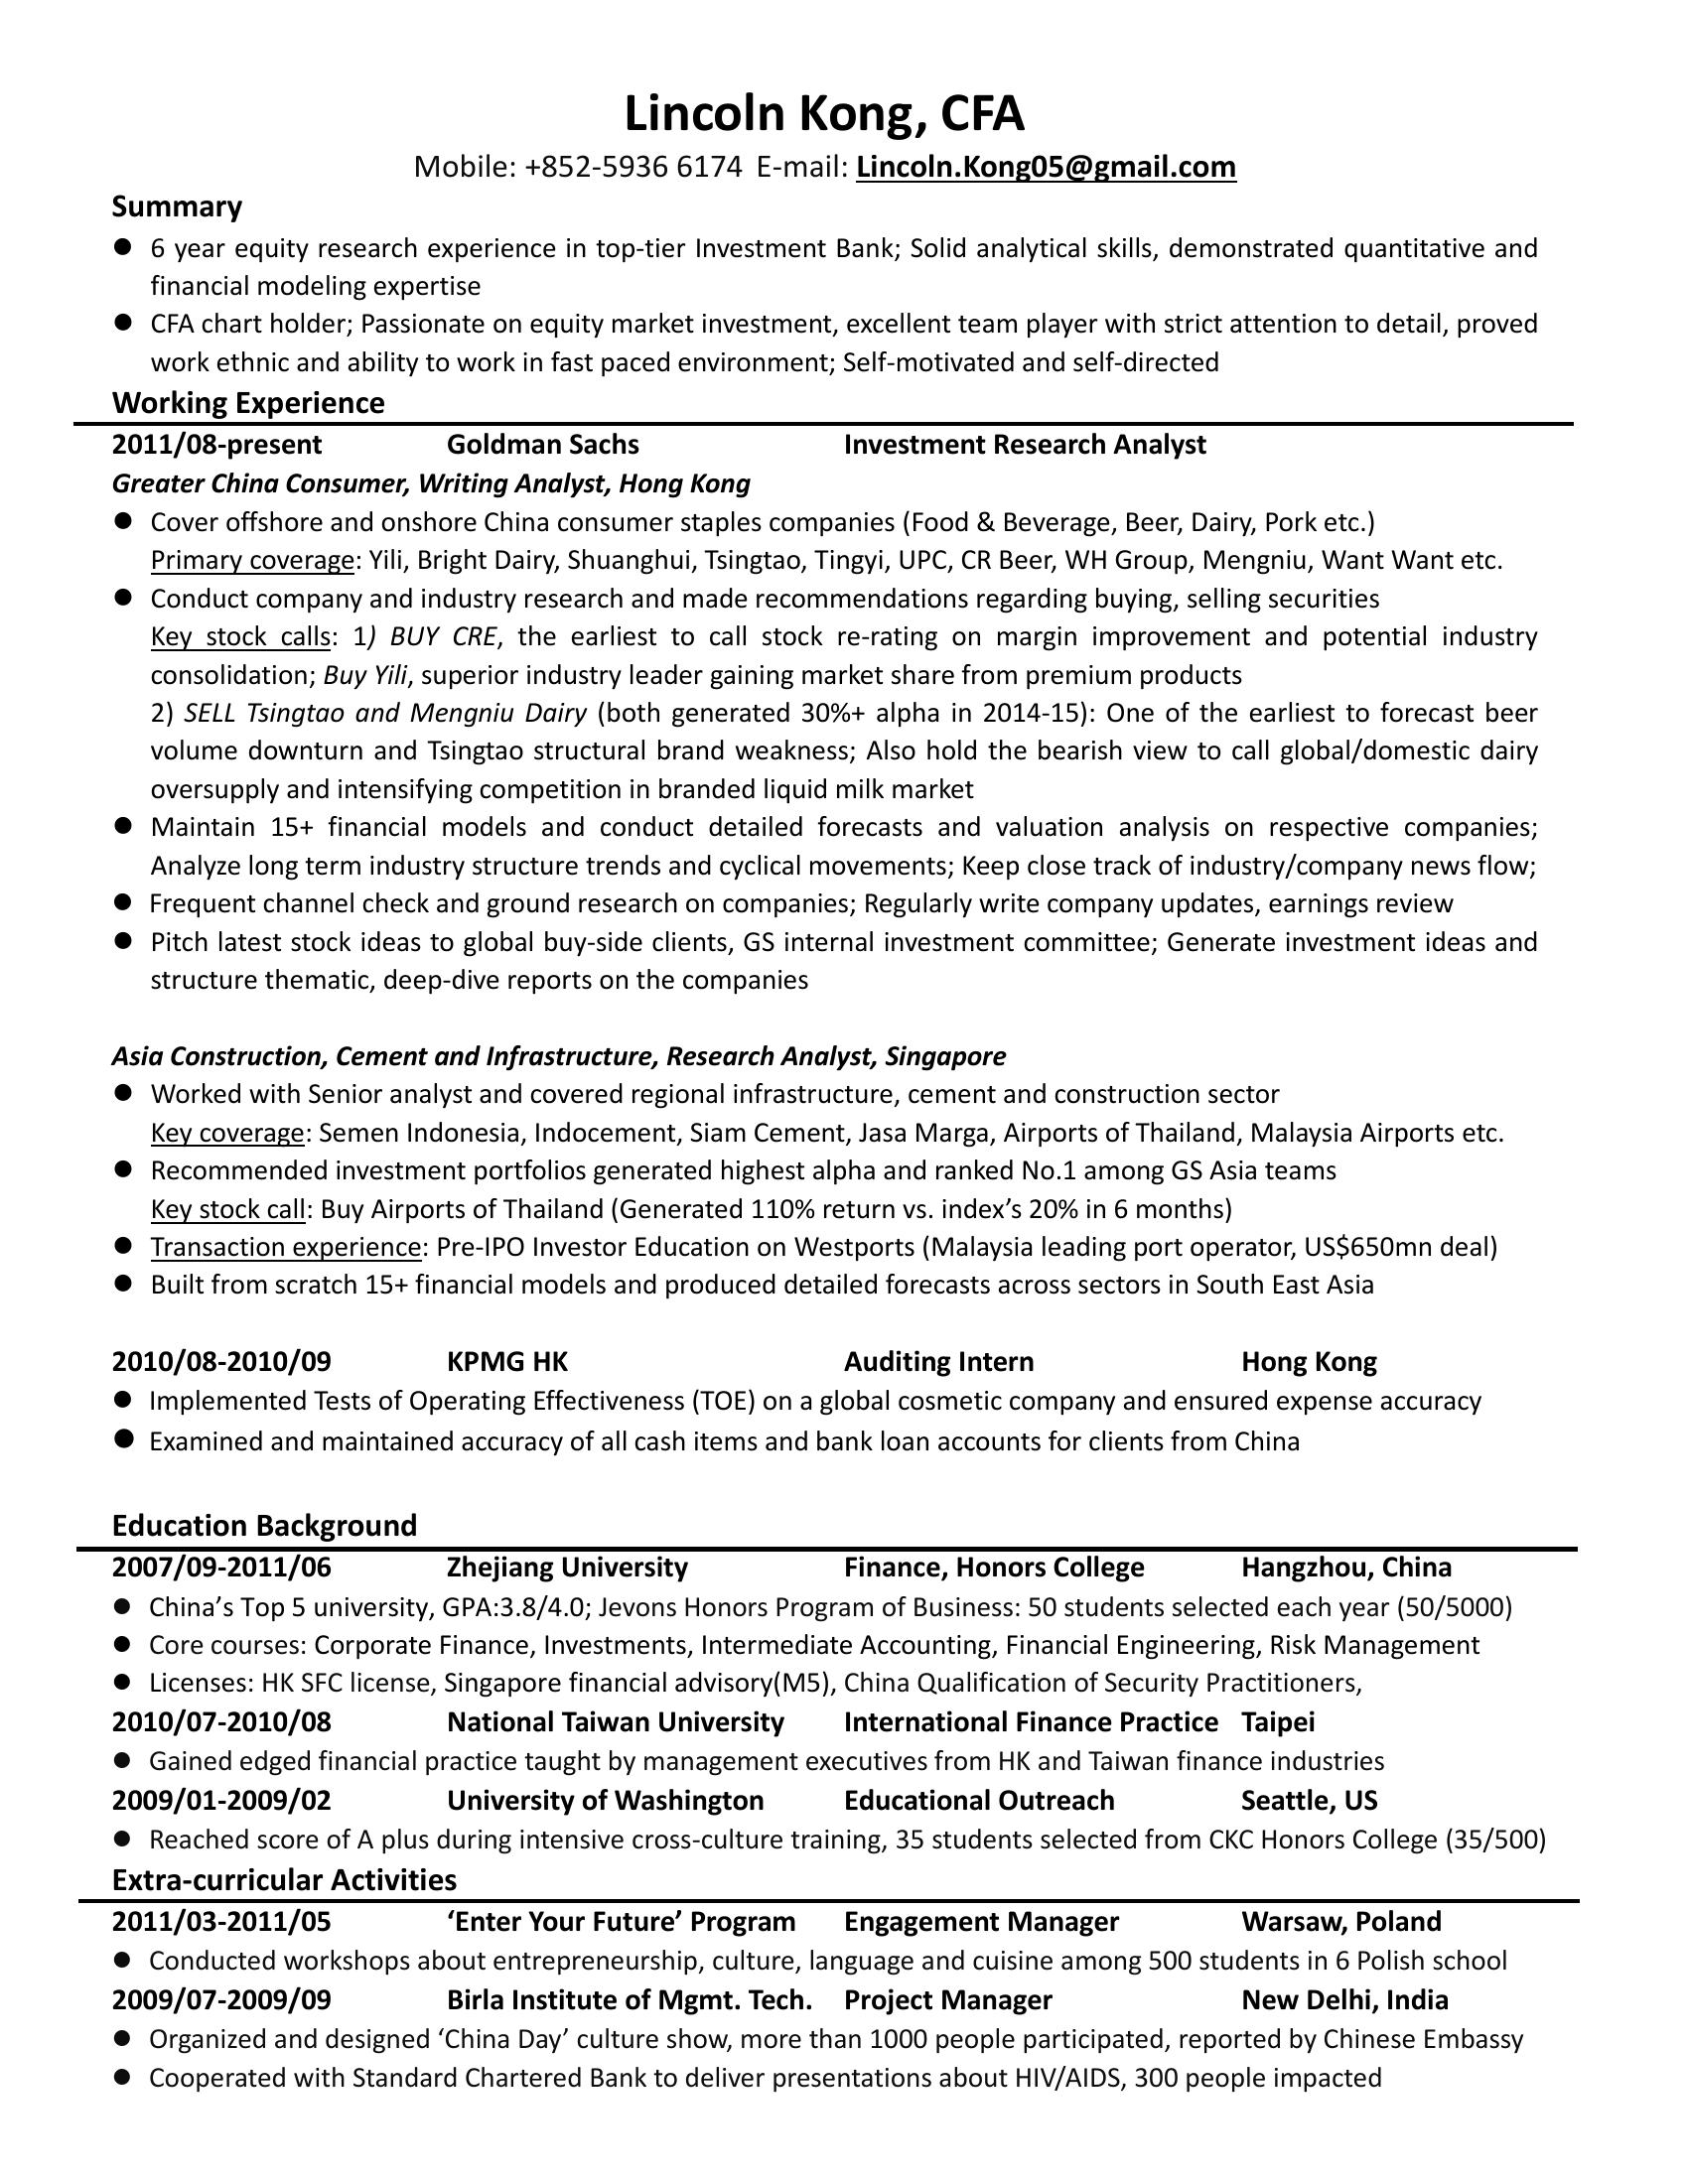 Lincoln Kong, CFA
Mobile: +852-5936 6174 E-mail: Lincoln.Kong05@gmail.com
Summary
● 6 year equity research experience in top-tier Investment Bank; Solid analytical skills, demonstrated quantitative and
financial modeling expertise
● CFA chart holder; Passionate on equity market investment, excellent team player with strict attention to detail, proved
work ethnic and ability to work in fast paced environment; Self-motivated and self-directed
Working Experience
2011/08-present Goldman Sachs Investment Research Analyst
Greater China Consumer, Writing Analyst, Hong Kong
● Cover offshore and onshore China consumer staples companies (Food & Beverage, Beer, Dairy, Pork etc.)
Primary coverage: Yili, Bright Dairy, Shuanghui, Tsingtao, Tingyi, UPC, CR Beer, WH Group, Mengniu, Want Want etc.
● Conduct company and industry research and made recommendations regarding buying, selling securities
Key stock calls: 1) BUY CRE, the earliest to call stock re-rating on margin improvement and potential industry
consolidation; Buy Yili, superior industry leader gaining market share from premium products
2) SELL Tsingtao and Mengniu Dairy (both generated 30%+ alpha in 2014-15): One of the earliest to forecast beer
volume downturn and Tsingtao structural brand weakness; Also hold the bearish view to call global/domestic dairy
oversupply and intensifying competition in branded liquid milk market
● Maintain 15+ financial models and conduct detailed forecasts and valuation analysis on respective companies;
Analyze long term industry structure trends and cyclical movements; Keep close track of industry/company news flow;
● Frequent channel check and ground research on companies; Regularly write company updates, earnings review
● Pitch latest stock ideas to global buy-side clients, GS internal investment committee; Generate investment ideas and
structure thematic, deep-dive reports on the companies
Asia Construction, Cement and Infrastructure, Research Analyst, Singapore
● Worked with Senior analyst and covered regional infrastructure, cement and construction sector
Key coverage: Semen Indonesia, Indocement, Siam Cement, Jasa Marga, Airports of Thailand, Malaysia Airports etc.
● Recommended investment portfolios generated highest alpha and ranked No.1 among GS Asia teams
Key stock call: Buy Airports of Thailand (Generated 110% return vs. index’s 20% in 6 months)
● Transaction experience: Pre-IPO Investor Education on Westports (Malaysia leading port operator, US$650mn deal)
● Built from scratch 15+ financial models and produced detailed forecasts across sectors in South East Asia
2010/08-2010/09 KPMG HK Auditing Intern Hong Kong
● Implemented Tests of Operating Effectiveness (TOE) on a global cosmetic company and ensured expense accuracy
● Examined and maintained accuracy of all cash items and bank loan accounts for clients from China
Education Background
2007/09-2011/06 Zhejiang University Finance, Honors College Hangzhou, China
● China’s Top 5 university, GPA:3.8/4.0; Jevons Honors Program of Business: 50 students selected each year (50/5000)
● Core courses: Corporate Finance, Investments, Intermediate Accounting, Financial Engineering, Risk Management
● Licenses: HK SFC license, Singapore financial advisory(M5), China Qualification of Security Practitioners,
2010/07-2010/08 National Taiwan University International Finance Practice Taipei
● Gained edged financial practice taught by management executives from HK and Taiwan finance industries
2009/01-2009/02 University of Washington Educational Outreach Seattle, US
● Reached score of A plus during intensive cross-culture training, 35 students selected from CKC Honors College (35/500)
Extra-curricular Activities
2011/03-2011/05 ‘Enter Your Future’ Program Engagement Manager Warsaw, Poland
● Conducted workshops about entrepreneurship, culture, language and cuisine among 500 students in 6 Polish school
2009/07-2009/09 Birla Institute of Mgmt. Tech. Project Manager New Delhi, India
● Organized and designed ‘China Day’ culture show, more than 1000 people participated, reported by Chinese Embassy
● Cooperated with Standard Chartered Bank to deliver presentations about HIV/AIDS, 300 people impacted